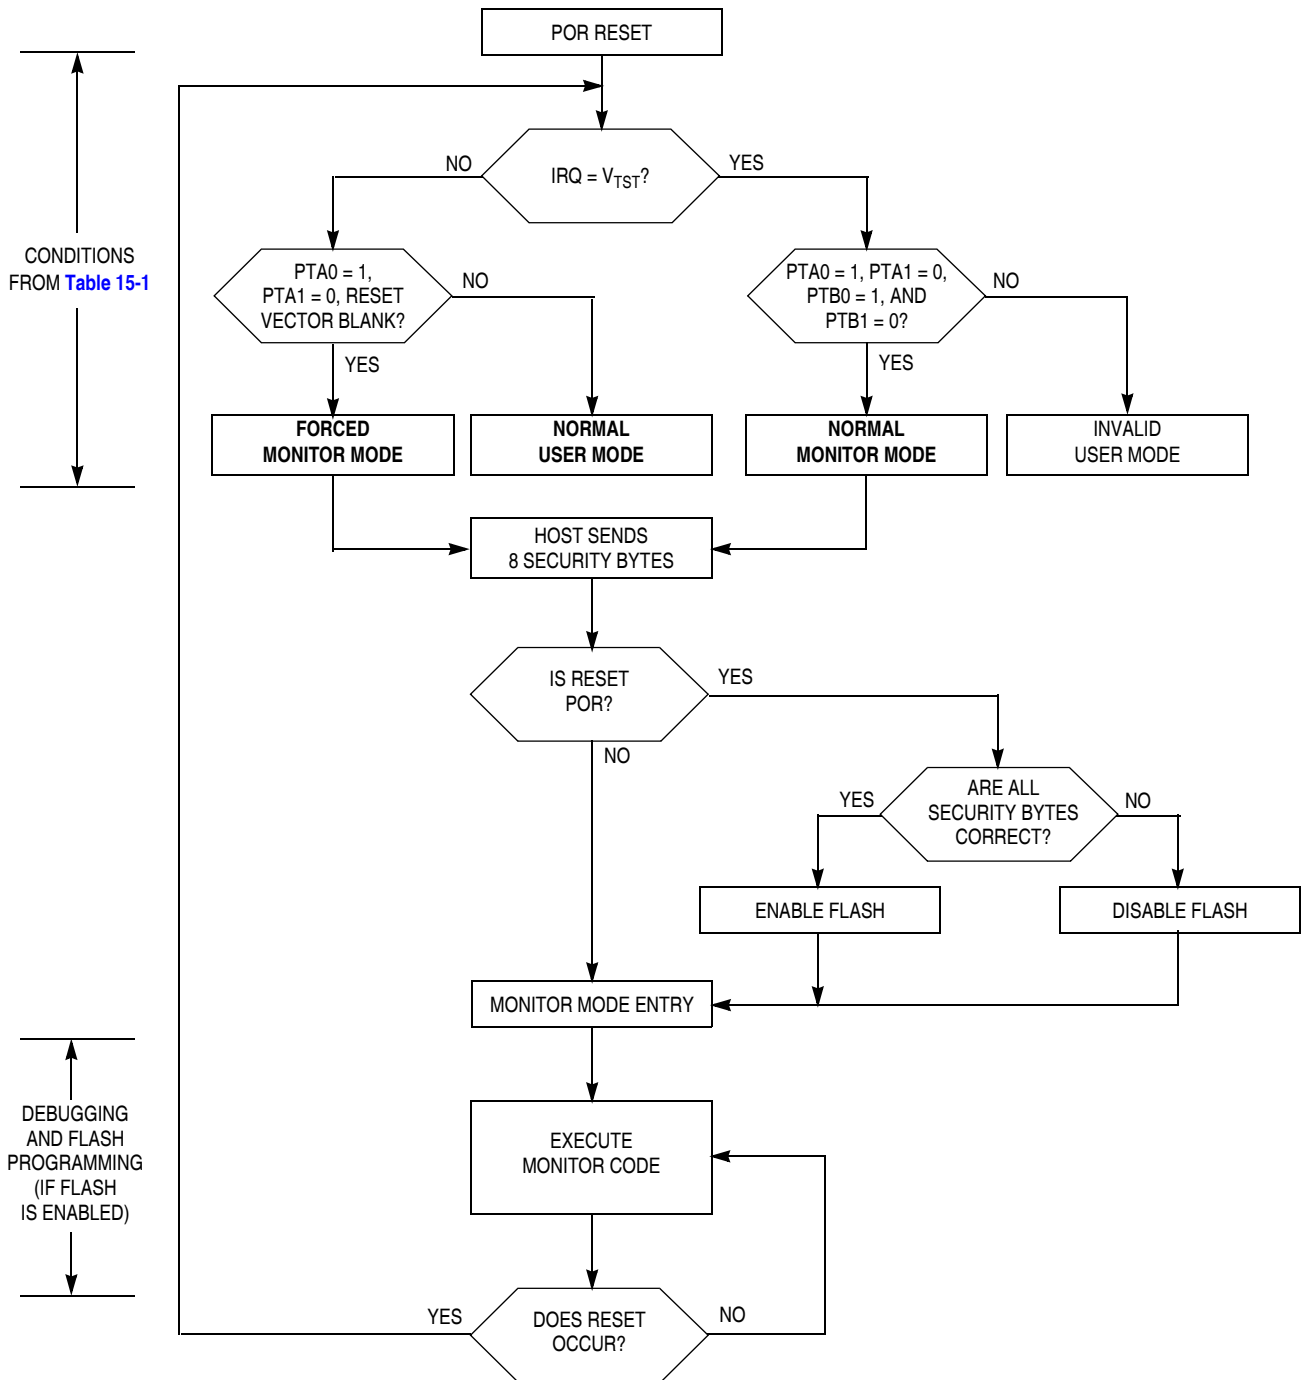 POR RESET
IRQ = VTST?
NO
YES
CONDITIONS
FROM Table 15-1
PTA0 = 1,
PTA1 = 0, RESET
VECTOR BLANK?
NO
YES
PTA0 = 1, PTA1 = 0,
PTB0 = 1, AND
PTB1 = 0?
NO
YES
FORCED
MONITOR MODE
NORMAL
USER MODE
NORMAL
MONITOR MODE
INVALID
USER MODE
HOST SENDS
8 SECURITY BYTES
IS RESET
POR?
YES
NO
ARE ALL
SECURITY BYTES
CORRECT?
YES
NO
ENABLE FLASH
DISABLE FLASH
MONITOR MODE ENTRY
DEBUGGING
AND FLASH
PROGRAMMING
(IF FLASH
IS ENABLED)
EXECUTE
MONITOR CODE
YES
DOES RESET
OCCUR?
NO